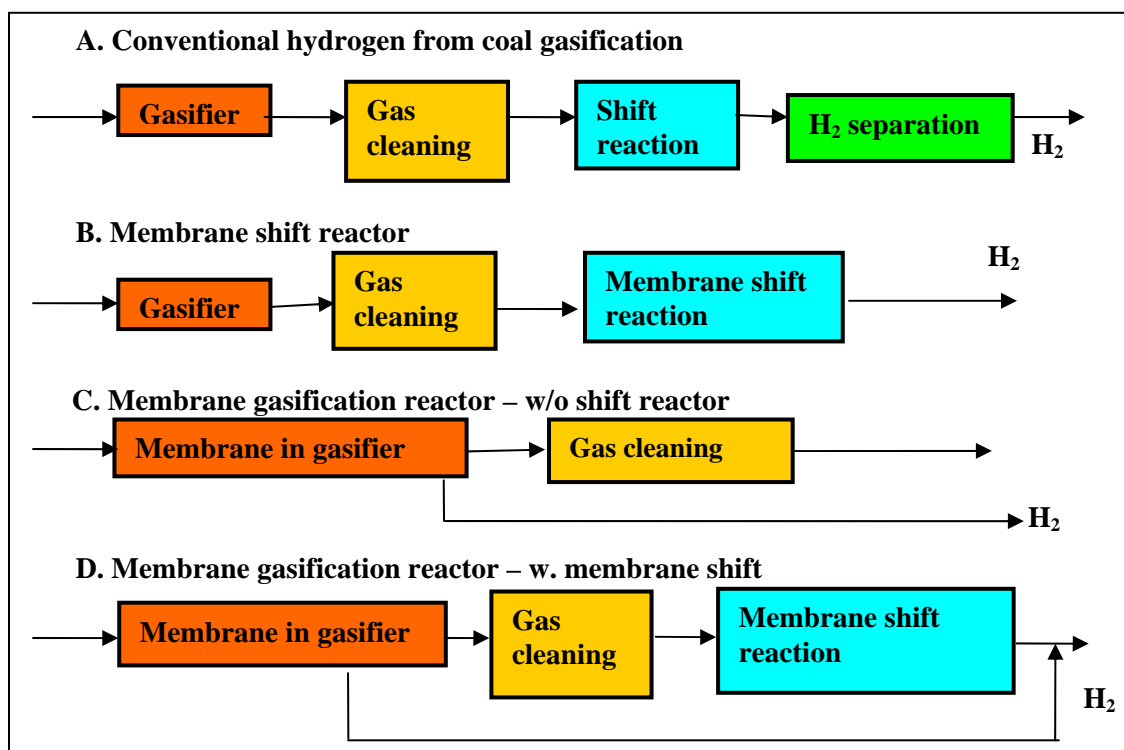 A. Conventional hydrogen from coal gasification
Gasifier
Gas
cleaning
Shift
reaction
H₂ separation
H₂
B. Membrane shift reactor
Gasifier
Gas
cleaning
Membrane shift
reaction
H₂
C. Membrane gasification reactor – w/o shift reactor
Membrane in gasifier
Gas cleaning
H₂
D. Membrane gasification reactor – w. membrane shift
Membrane in gasifier
Gas
cleaning
Membrane shift
reaction
H₂